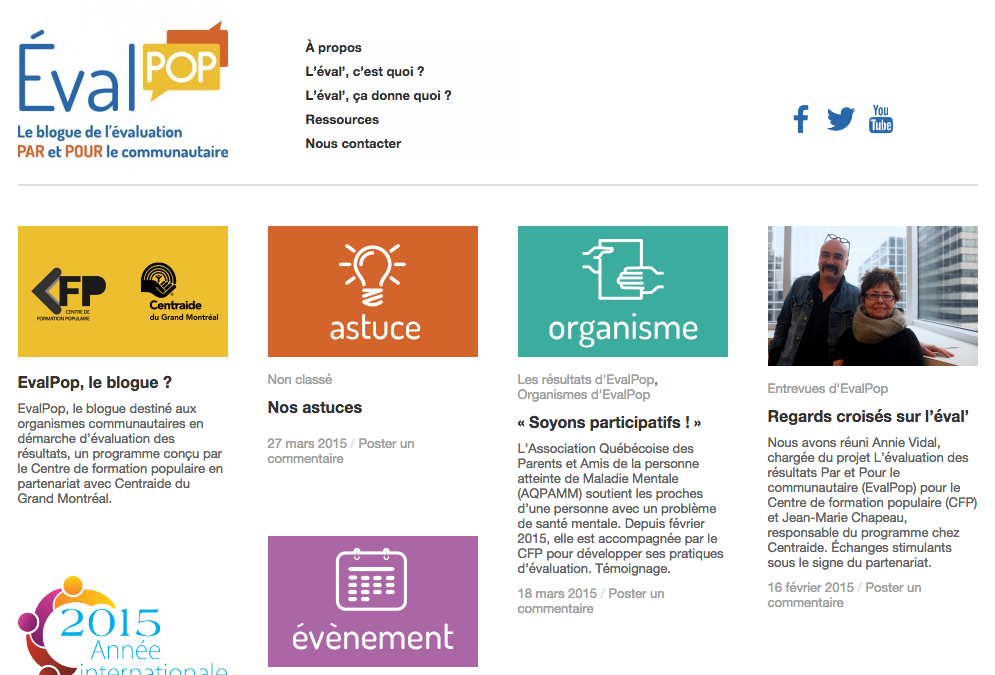 Éval POP
Le blogue de l'évaluation
PAR et POUR le communautaire
À propos
L'éval', c'est quoi ?
L'éval', ça donne quoi ?
Ressources
Nous contacter
You
Tube
CFP
CENTRE DE
FORMATION POPULAIRE
Centraide
du Grand Montréal
EvalPop, le blogue ?
EvalPop, le blogue destiné aux
organismes communautaires en
démarche d'évaluation des
résultats, un programme conçu par
le Centre de formation populaire en
partenariat avec Centraide du
Grand Montréal.
2015
Année
internationale
astuce
Non classé
Nos astuces
27 mars 2015 / Poster un
commentaire
évènement
organisme
Les résultats d'EvalPop,
Organismes d'EvalPop
« Soyons participatifs ! »
L'Association Québécoise des
Parents et Amis de la personne
atteinte de Maladie Mentale
(AQPAMM) soutient les proches
d'une personne avec un problème
de santé mentale. Depuis février
2015, elle est accompagnée par le
CFP pour développer ses pratiques
d'évaluation. Témoignage.
18 mars 2015 / Poster un
commentaire
Entrevues d'EvalPop
Regards croisés sur l'éval'
Nous avons réuni Annie Vidal,
chargée du projet L'évaluation des
résultats Par et Pour le
communautaire (EvalPop) pour le
Centre de formation populaire (CFP)
et Jean-Marie Chapeau,
responsable du programme chez
Centraide. Échanges stimulants
sous le signe du partenariat.
16 février 2015 / Poster un
commentaire